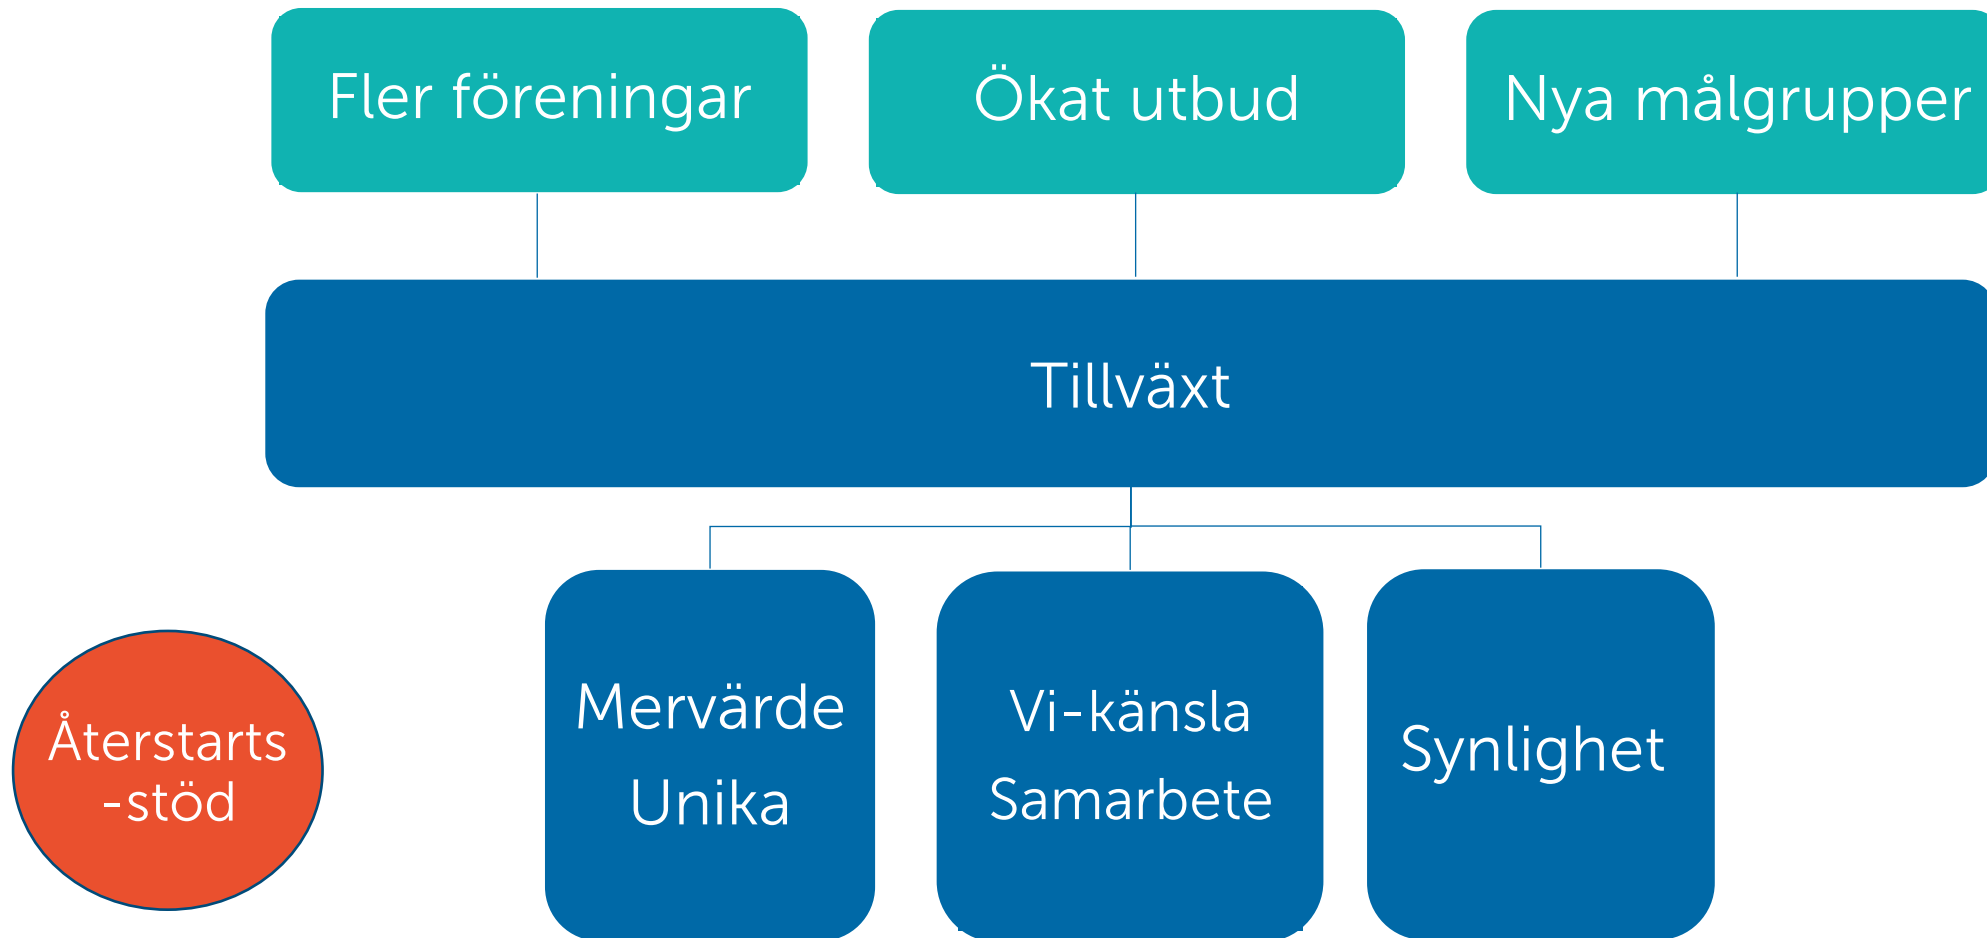 Fler föreningar
Ökat utbud
Nya målgrupper
Tillväxt
Återstarts
-stöd
Mervärde
Unika
Vi-känsla
Samarbete
Synlighet